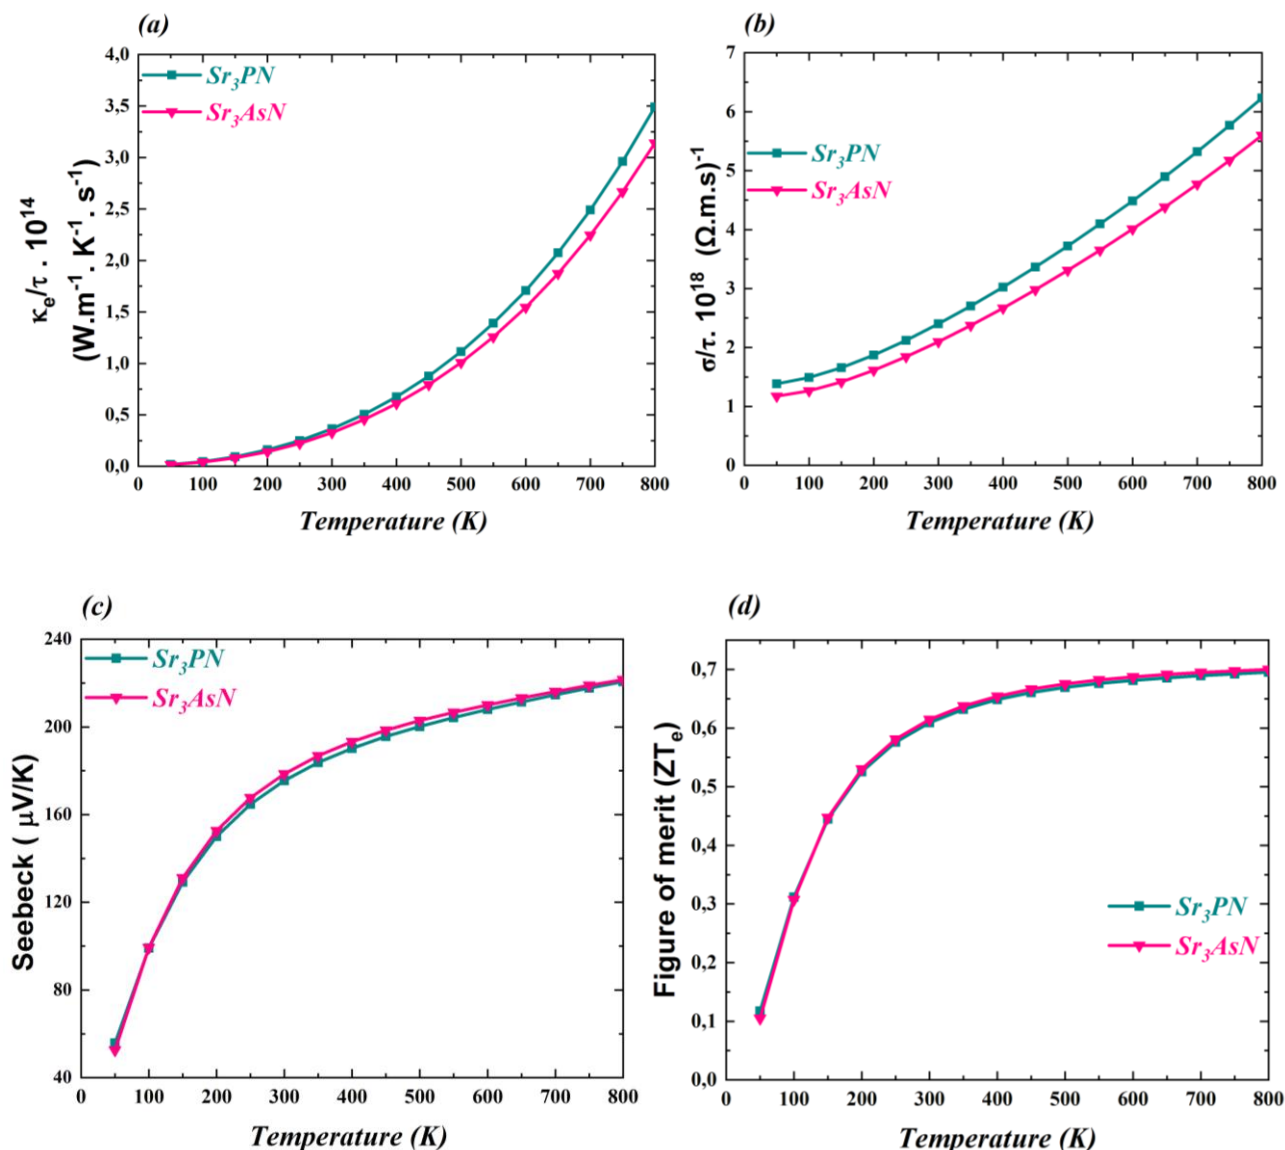 (a)
4,0
3.5
3.0
2.5
2.0
1.5
1.0
0.5
0,0
0 100 200 300 400 500 600 700 800
κe/τ . 10¹⁴
(W.m⁻¹. K⁻¹. s⁻¹)
Sr₃PN
Sr₃AsN
Temperature (K)
(b)
7
6
5
4
3
2
1
0
0 100 200 300 400 500 600 700 800
σ/τ. 10¹⁸ (Ω.m.s)⁻¹
Sr₃PN
Sr₃AsN
Temperature (K)
(c)
240
200
160
120
80
40
0 100 200 300 400 500 600 700 800
Seebeck ( μV/K)
Sr₃PN
Sr₃AsN
Temperature (K)
(d)
0,7
0,6
0,5
0,4
0,3
0,2
0,1
0,0
0 100 200 300 400 500 600 700 800
Figure of merit (ZTₑ)
Sr₃PN
Sr₃AsN
Temperature (K)